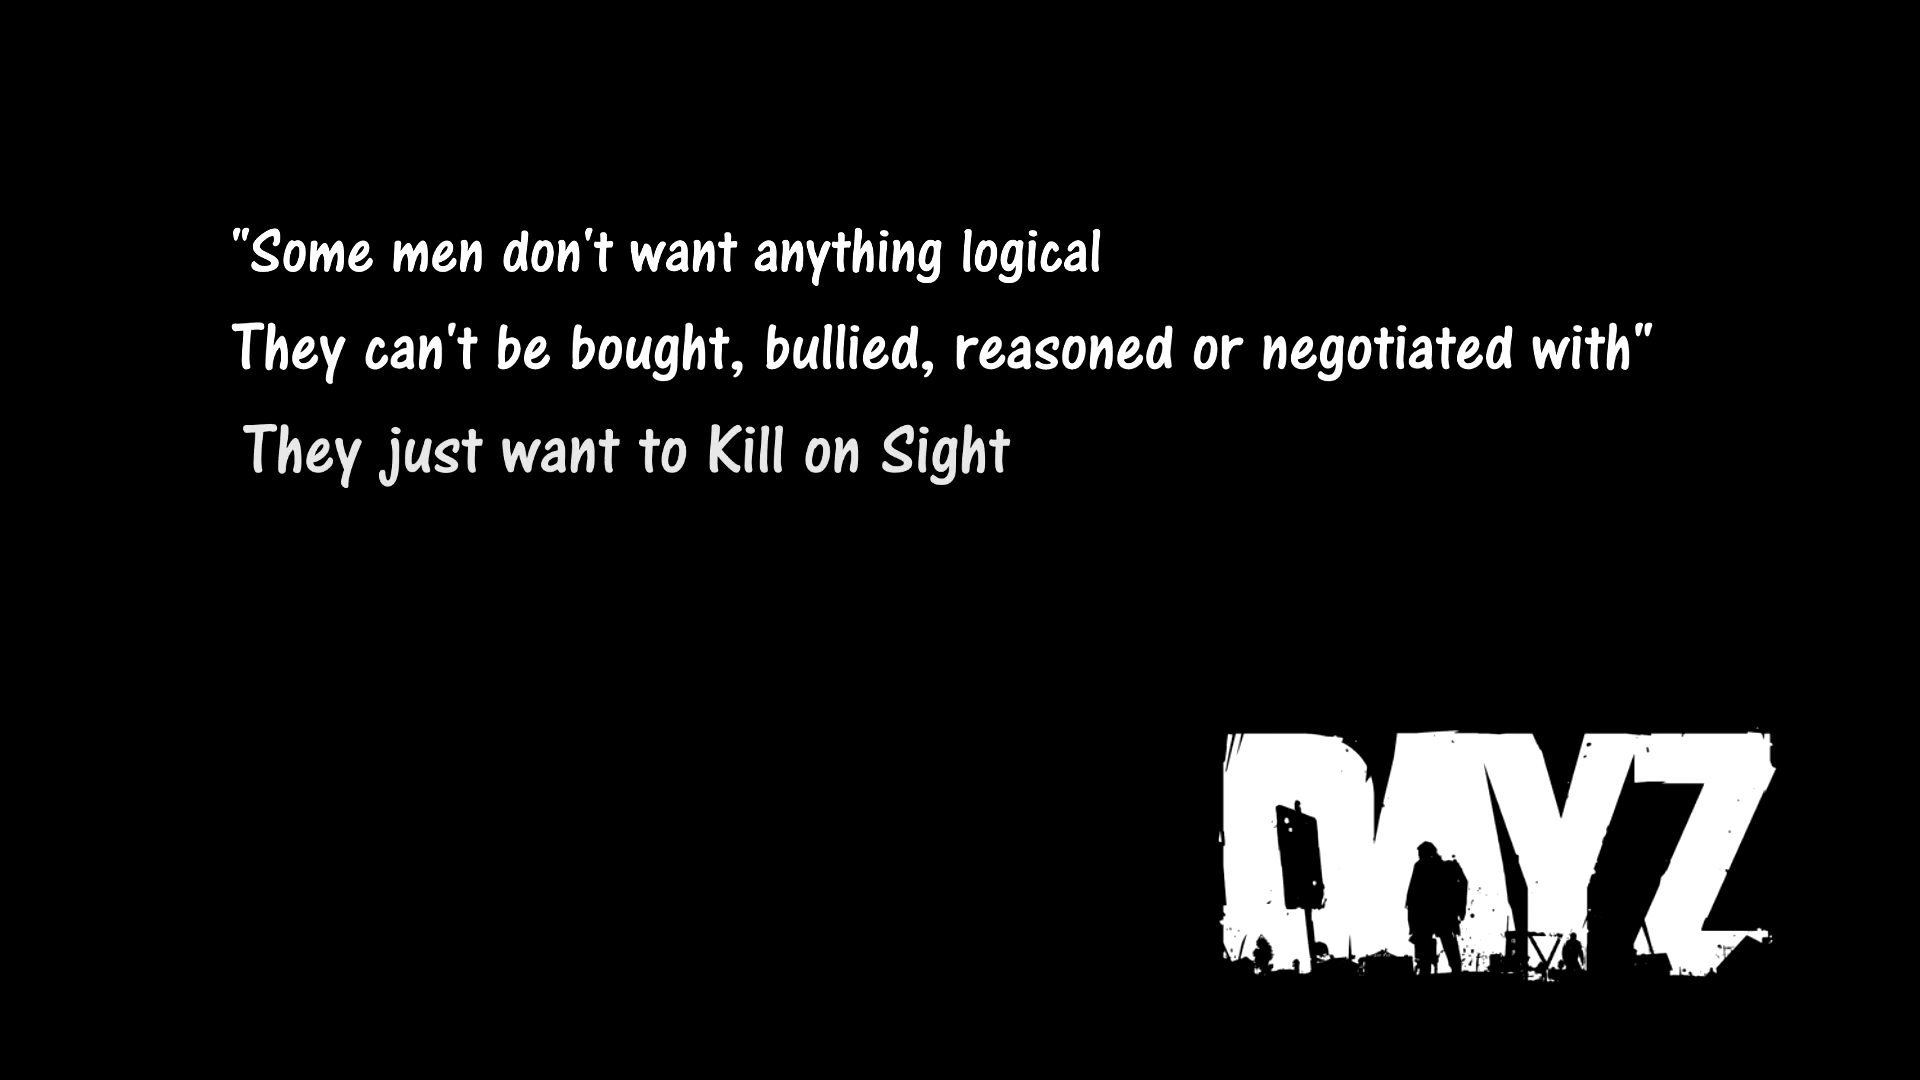 "Some men don't want anything logical
They can't be bought, bullied, reasoned or negotiated with"
They just want to Kill on Sight
DAYZ